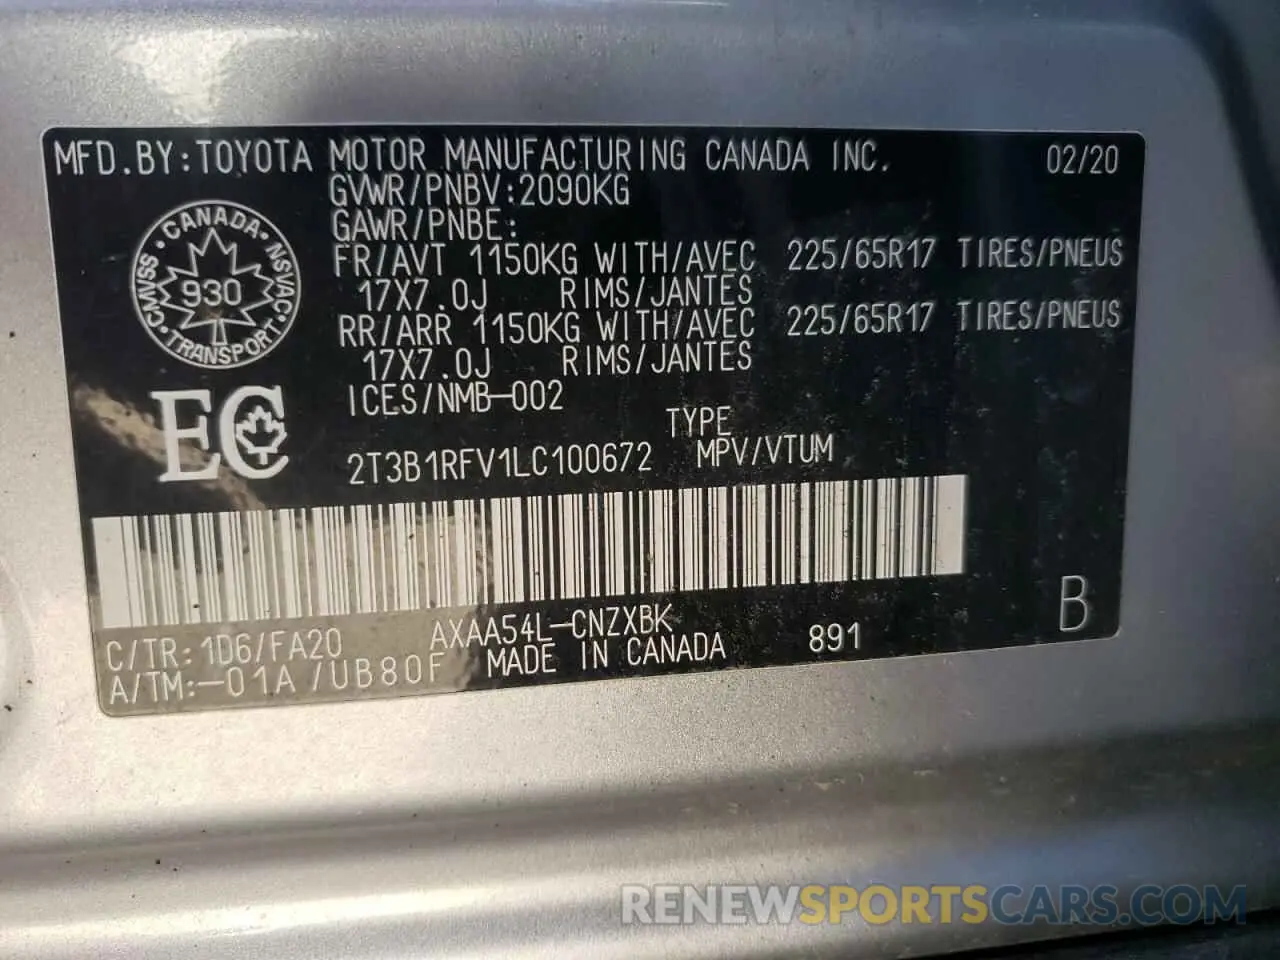 MFD.BY:TOYOTA MOTOR MANUFACTURING CANADA INC. 02/20
GVWR/PNBV:2090KG
GAWR/PNBE:
FR/AVT 1150KG WITH/AVEC 225/65R17 TIRES/PNEUS
17X7.0J RIMS/JANTES
RR/ARR 1150KG WITH/AVEC 225/65R17 TIRES/PNEUS
17X7.0J RIMS/JANTES
ICES/NMB-002
CANADA • NSVAC • TRANSPORT • CMVSS
930
EC
TYPE
2T3B1RFV1LC100672 MPV/VTUM
C/TR: 1D6/FA20 AXAA54L-CNZXBK
A/TM:-01A /UB80F MADE IN CANADA 891
B
RENEWSPORTSCARS.COM